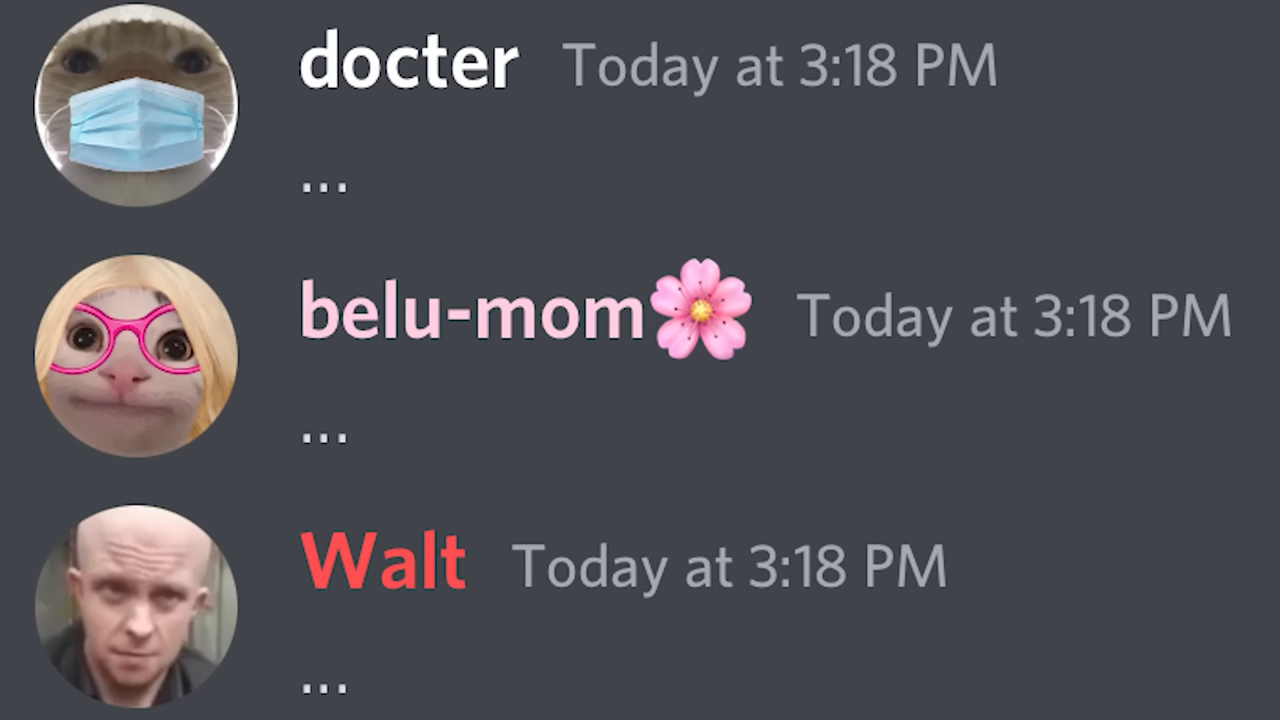 docter Today at 3:18 PM
...
belu-mom🌸 Today at 3:18 PM
...
Walt Today at 3:18 PM
...